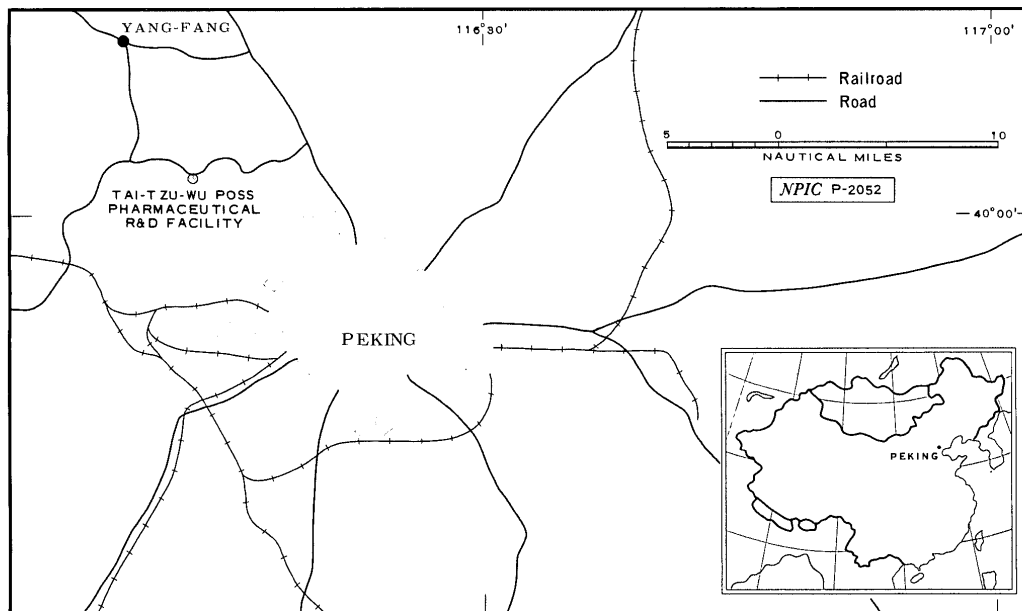 YANG-FANG
116°30'
117°00'
Railroad
Road
5 0 10
NAUTICAL MILES
NPIC P-2052
TAI-TZU-WU POSS
PHARMACEUTICAL
R&D FACILITY
40°00'
PEKING
PEKING